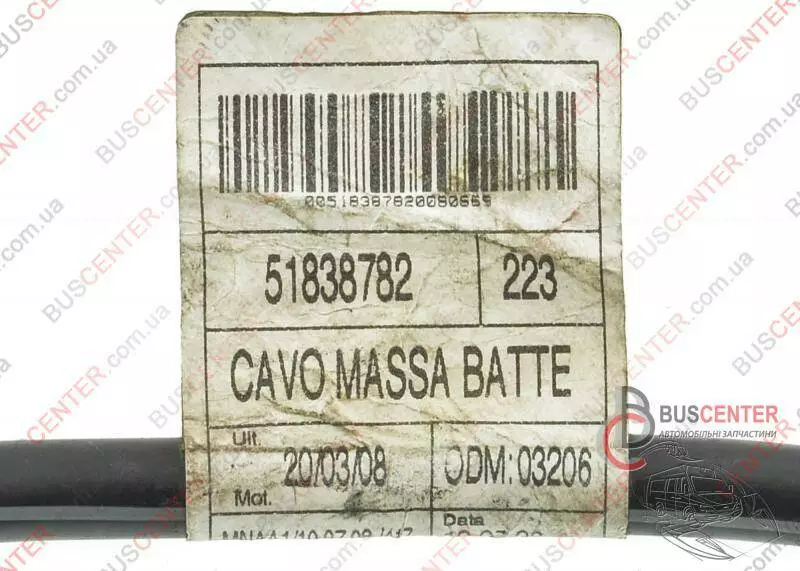 00518387820080669
51838782
223
CAVO MASSA BATTE
Ult.
20/03/08
ODM: 03206
Mot.
Data
BUSCENTER
АВТОМОБІЛЬНІ ЗАПЧАСТИНИ
BUSCENTER.com.ua